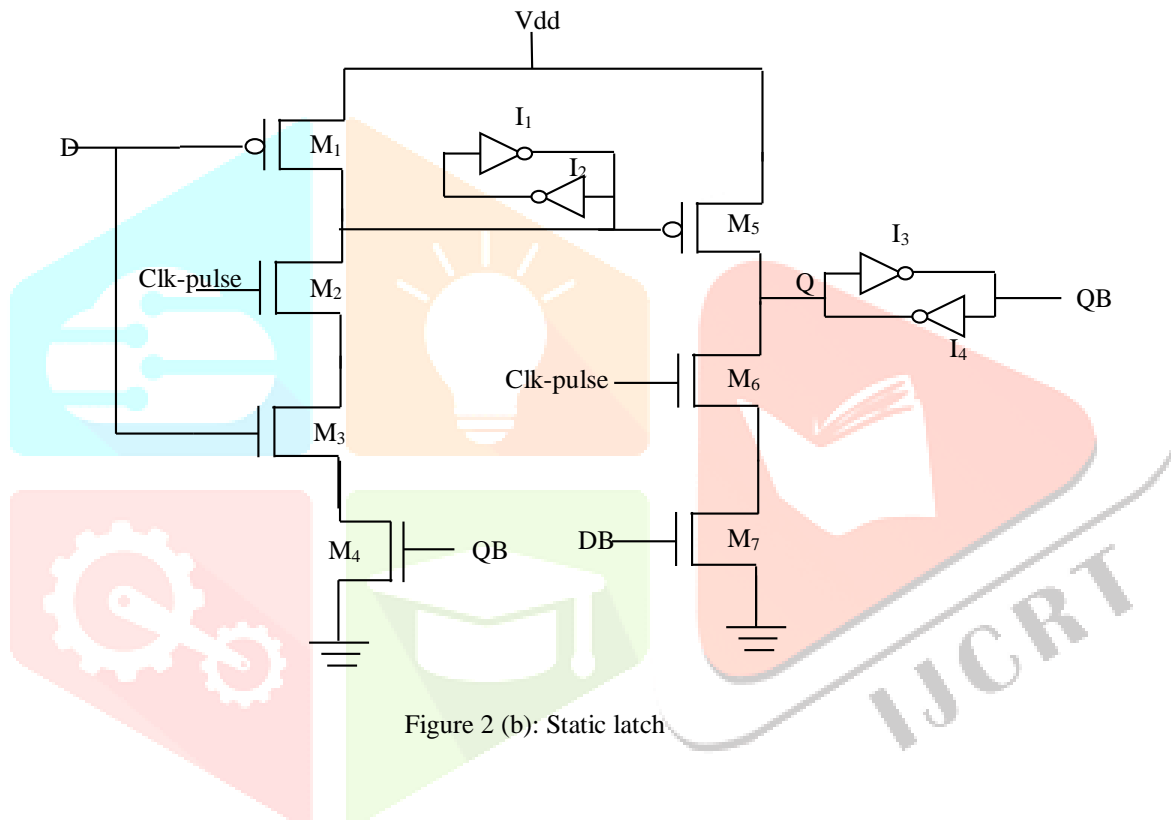 Vdd
I₁
D
M₁
I₂
M₅
I₃
Q
QB
Clk-pulse
M₂
I₄
Clk-pulse
M₆
M₃
M₄
QB
DB
M₇
IJCRT
Figure 2 (b): Static latch